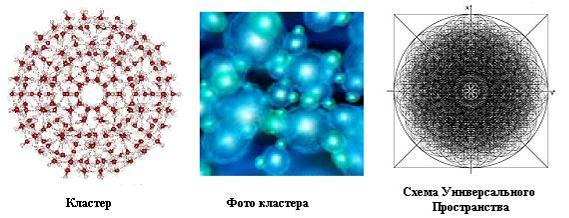 Кластер
Фото кластера
Схема Универсального
Пространства